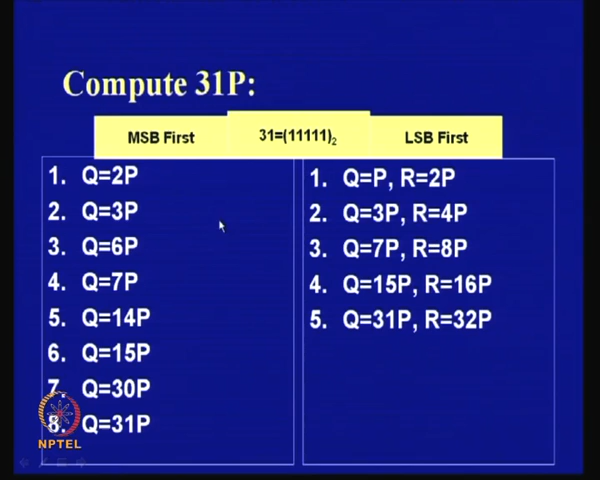 Compute 31P:
MSB First
31=(11111)2
LSB First
1. Q=2P
2. Q=3P
3. Q=6P
4. Q=7P
5. Q=14P
6. Q=15P
7. Q=30P
8. Q=31P
1. Q=P, R=2P
2. Q=3P, R=4P
3. Q=7P, R=8P
4. Q=15P, R=16P
5. Q=31P, R=32P
NPTEL